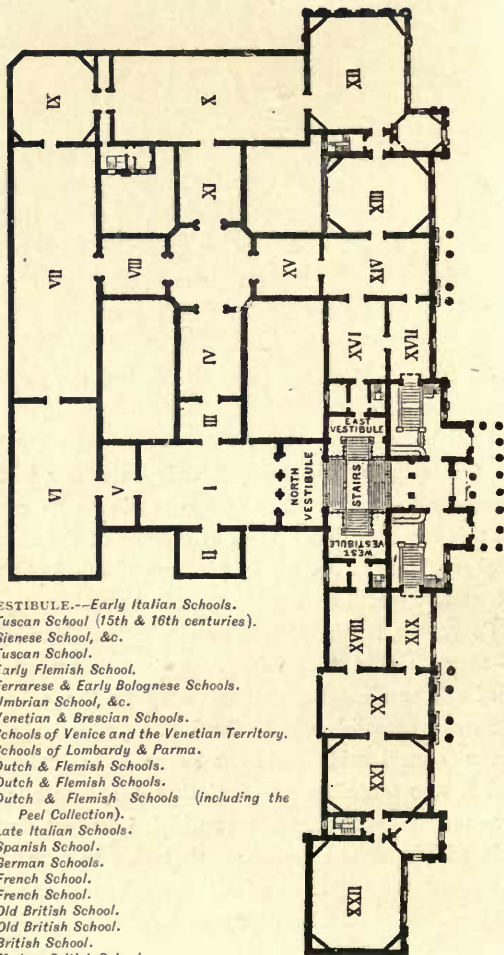 XII
IX
X
XI
XIII
VII
VIII
XV
XIV
IV
XVI
XVII
III
EAST
VESTIBULE
VI
V
I
NORTH
VESTIBULE
STAIRS
II
WEST
VESTIBULE
XVIII
XIX
XX
XXI
XXII
ESTIBULE.--Early Italian Schools.
Tuscan School (15th & 16th centuries).
Sienese School, &c.
Tuscan School.
Early Flemish School.
Ferrarese & Early Bolognese Schools.
Umbrian School, &c.
Venetian & Brescian Schools.
Schools of Venice and the Venetian Territory.
Schools of Lombardy & Parma.
Dutch & Flemish Schools.
Dutch & Flemish Schools.
Dutch & Flemish Schools (including the
Peel Collection).
Late Italian Schools.
Spanish School.
German Schools.
French School.
French School.
Old British School.
Old British School.
British School.
British School